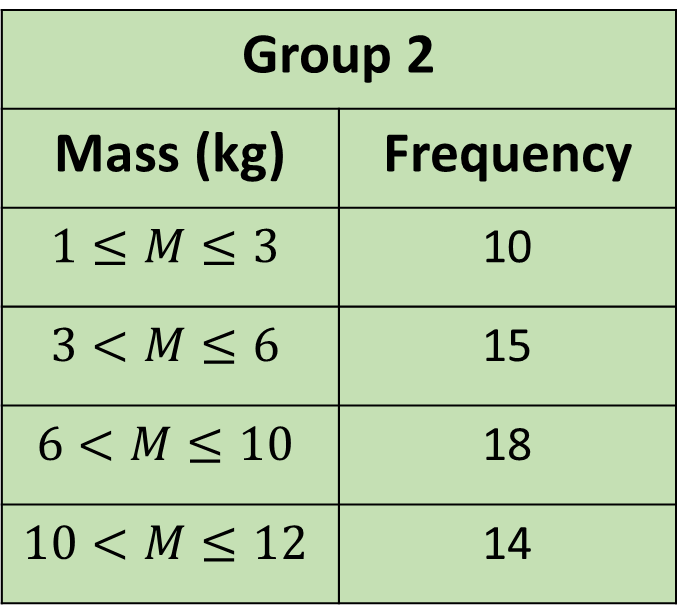 Group 2
Mass (kg) Frequency
1 ≤ M ≤ 3 10
3 < M ≤ 6 15
6 < M ≤ 10 18
10 < M ≤ 12 14